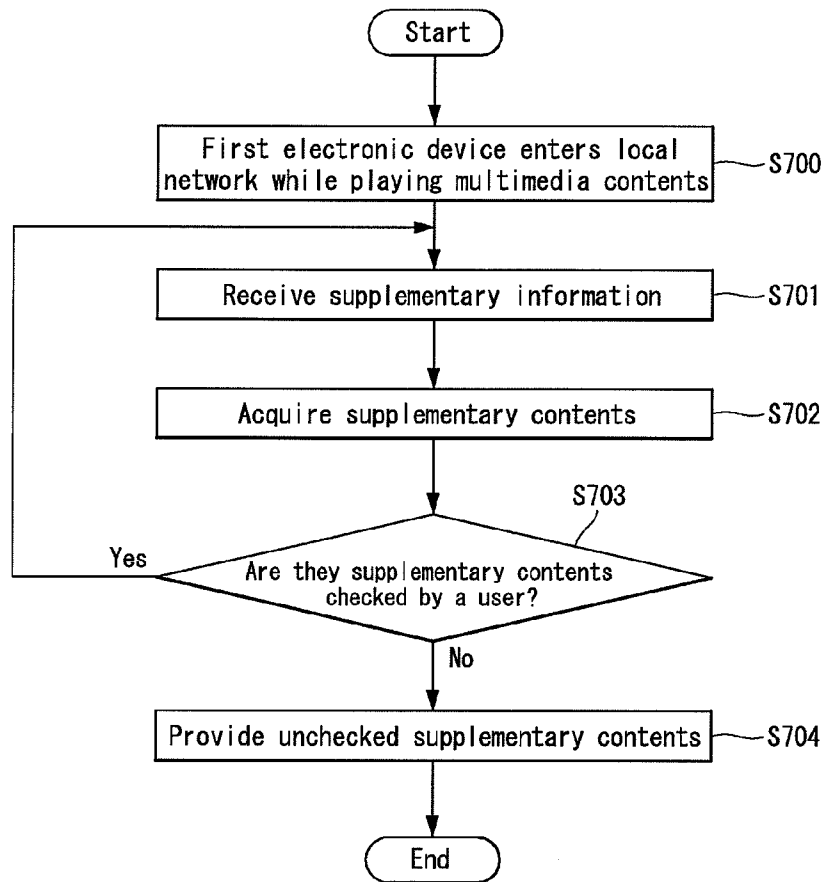 Start
First electronic device enters local
network while playing multimedia contents
S700
Receive supplementary information
S701
Acquire supplementary contents
S702
S703
Yes
Are they supplementary contents
checked by a user?
No
Provide unchecked supplementary contents
S704
End